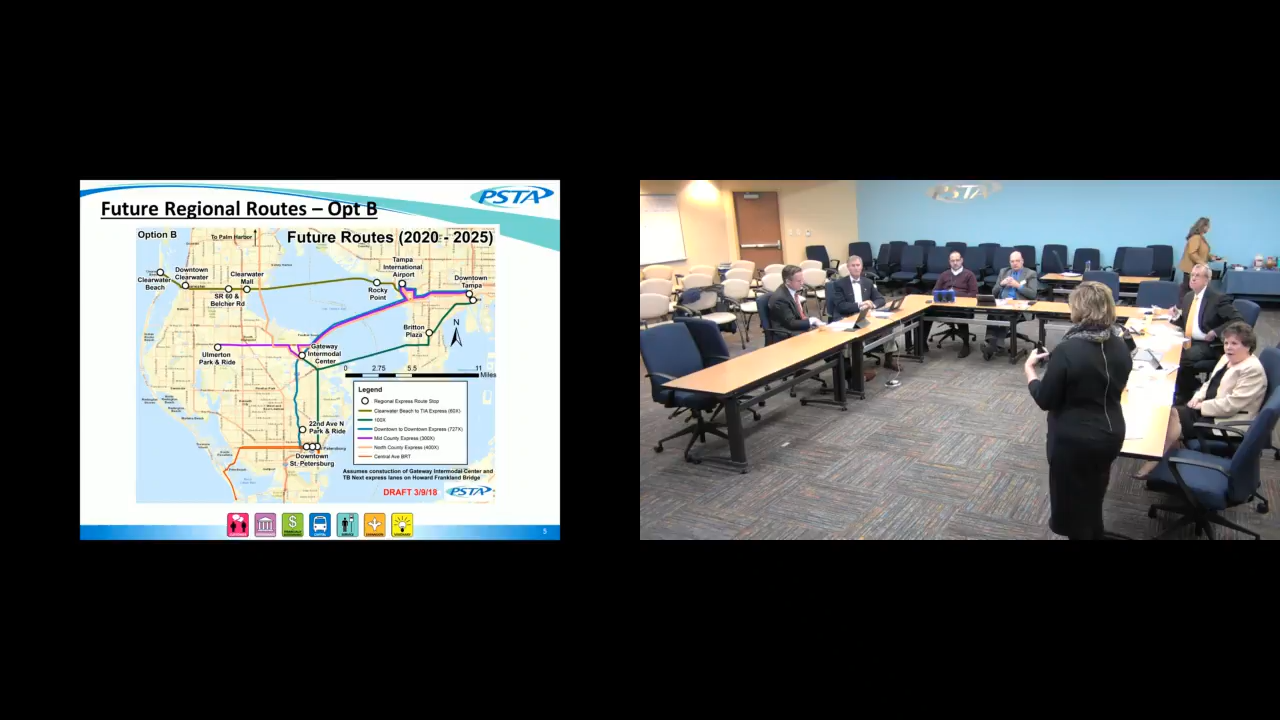 PSTA
Future Regional Routes – Opt B
Option B
To Palm Harbor
Future Routes (2020 - 2025)
Tampa
International
Airport
Downtown
Tampa
Clearwater
Beach
Downtown
Clearwater
Clearwater
Mall
SR 60 &
Belcher Rd
Rocky
Point
Britton
Plaza
N
Ulmerton
Park & Ride
Gateway
Intermodal
Center
0 2.75 5.5 11
Miles
Legend
Regional Express Route Stop
Clearwater Beach to TIA Express (60X)
100X
Downtown to Downtown Express (727X)
Mid County Express (300X)
North County Express (400X)
Central Ave BRT
22nd Ave N
Park & Ride
Downtown
St. Petersburg
Assumes constuction of Gateway Intermodal Center and
TB Next express lanes on Howard Frankland Bridge
DRAFT 3/9/18
PSTA
5
PSTA